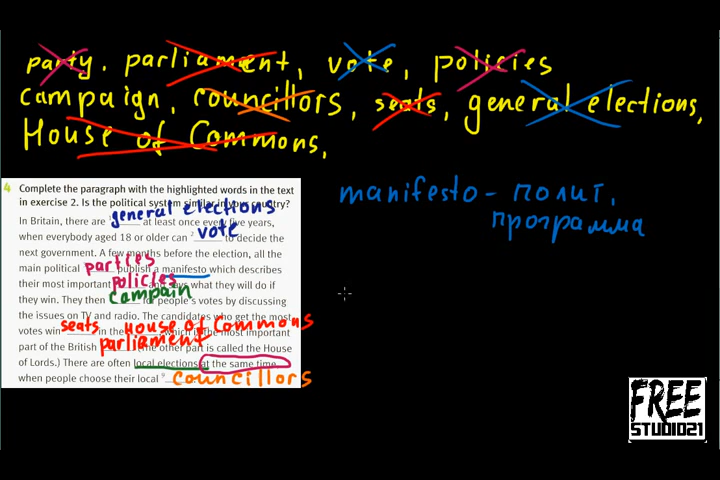 party, parliament, vote, policies
campaign, councillors, seats, general elections,
House of Commons,
manifesto - полит.
программа
4 Complete the paragraph with the highlighted words in the text
in exercise 2. Is the political system similar in your country?
In Britain, there are 1 general elections at least once every five years,
when everybody aged 18 or older can 2 vote to decide the
next government. A few months before the election, all the
main political parties publish a manifesto which describes
their most important policies and says what they will do if
they win. They then campain for people's votes by discussing
the issues on TV and radio. The candidates who get the most
votes win seats in the House of Commons, which is the most important
part of the British parliament (the other part is called the House
of Lords.) There are often local elections at the same time
when people choose their local councillors
FREE
STUDIO21